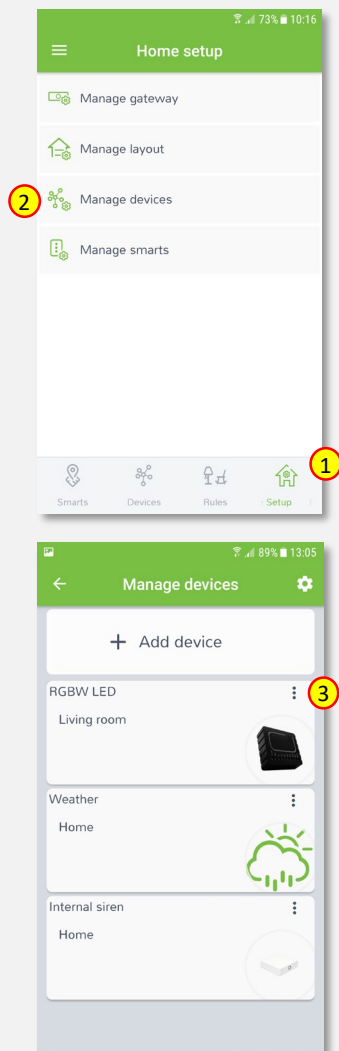 73% 10:16
Home setup
Manage gateway
Manage layout
2 Manage devices
Manage smarts
1
Smarts Devices Rules Setup
89% 13:05
Manage devices
+ Add device
RGBW LED 3
Living room
Weather
Home
Internal siren
Home